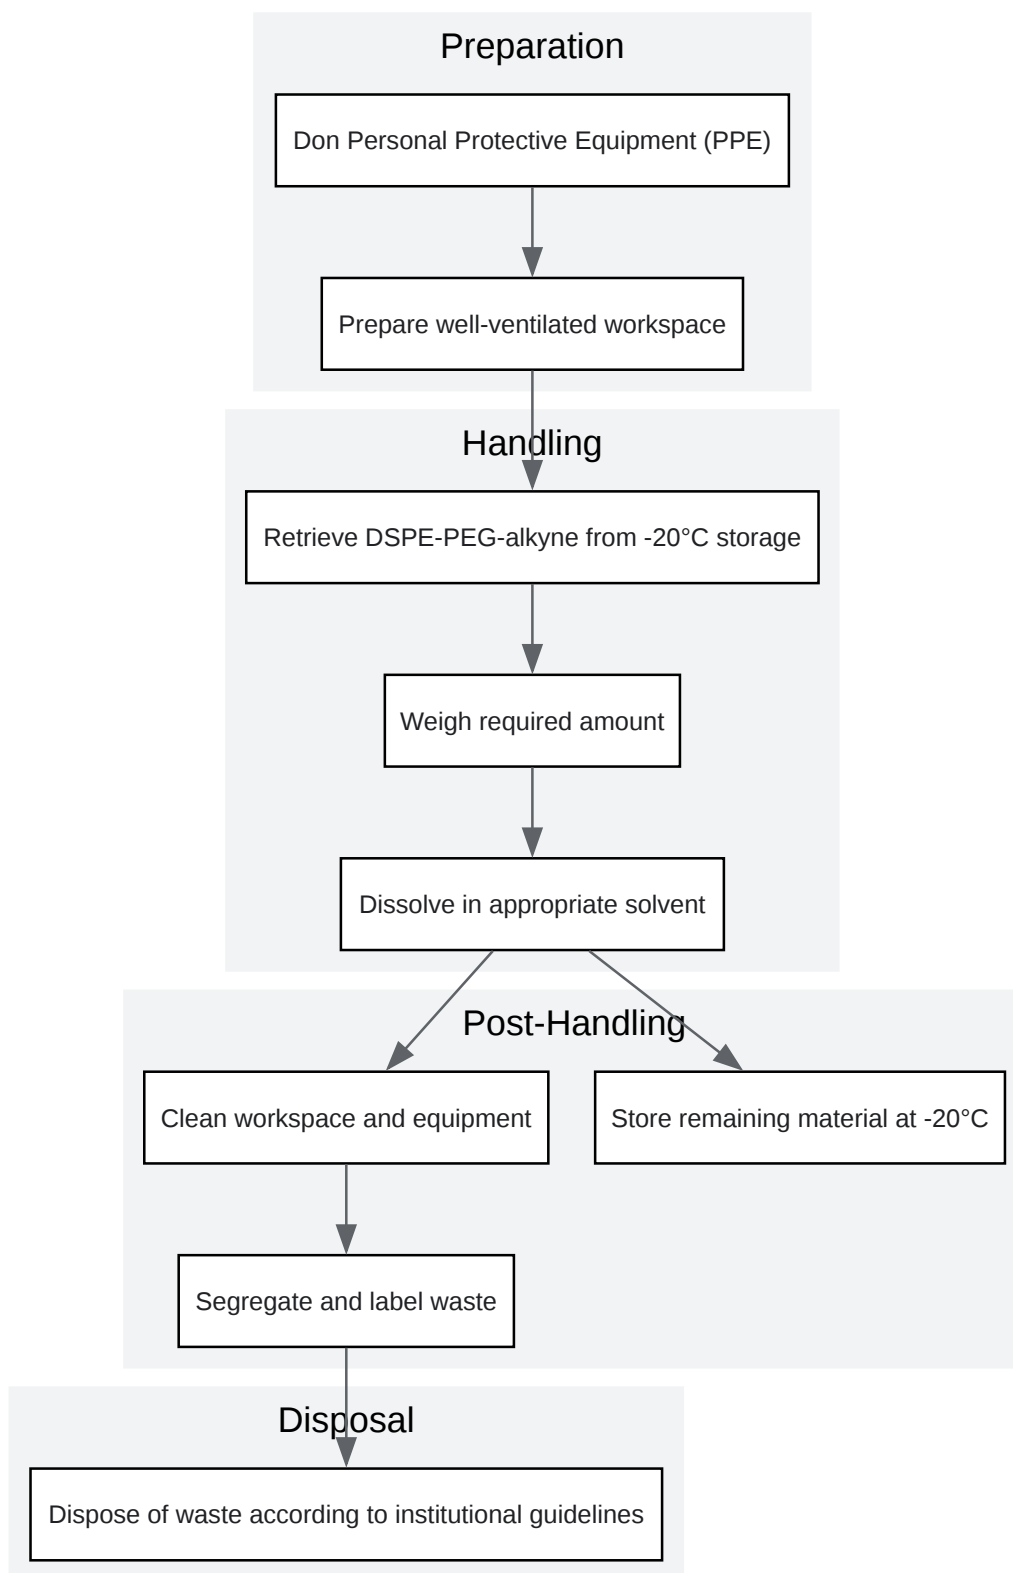 Preparation
Don Personal Protective Equipment (PPE)
Prepare well-ventilated workspace
Handling
Retrieve DSPE-PEG-alkyne from -20°C storage
Weigh required amount
Dissolve in appropriate solvent
Post-Handling
Clean workspace and equipment
Store remaining material at -20°C
Segregate and label waste
Disposal
Dispose of waste according to institutional guidelines